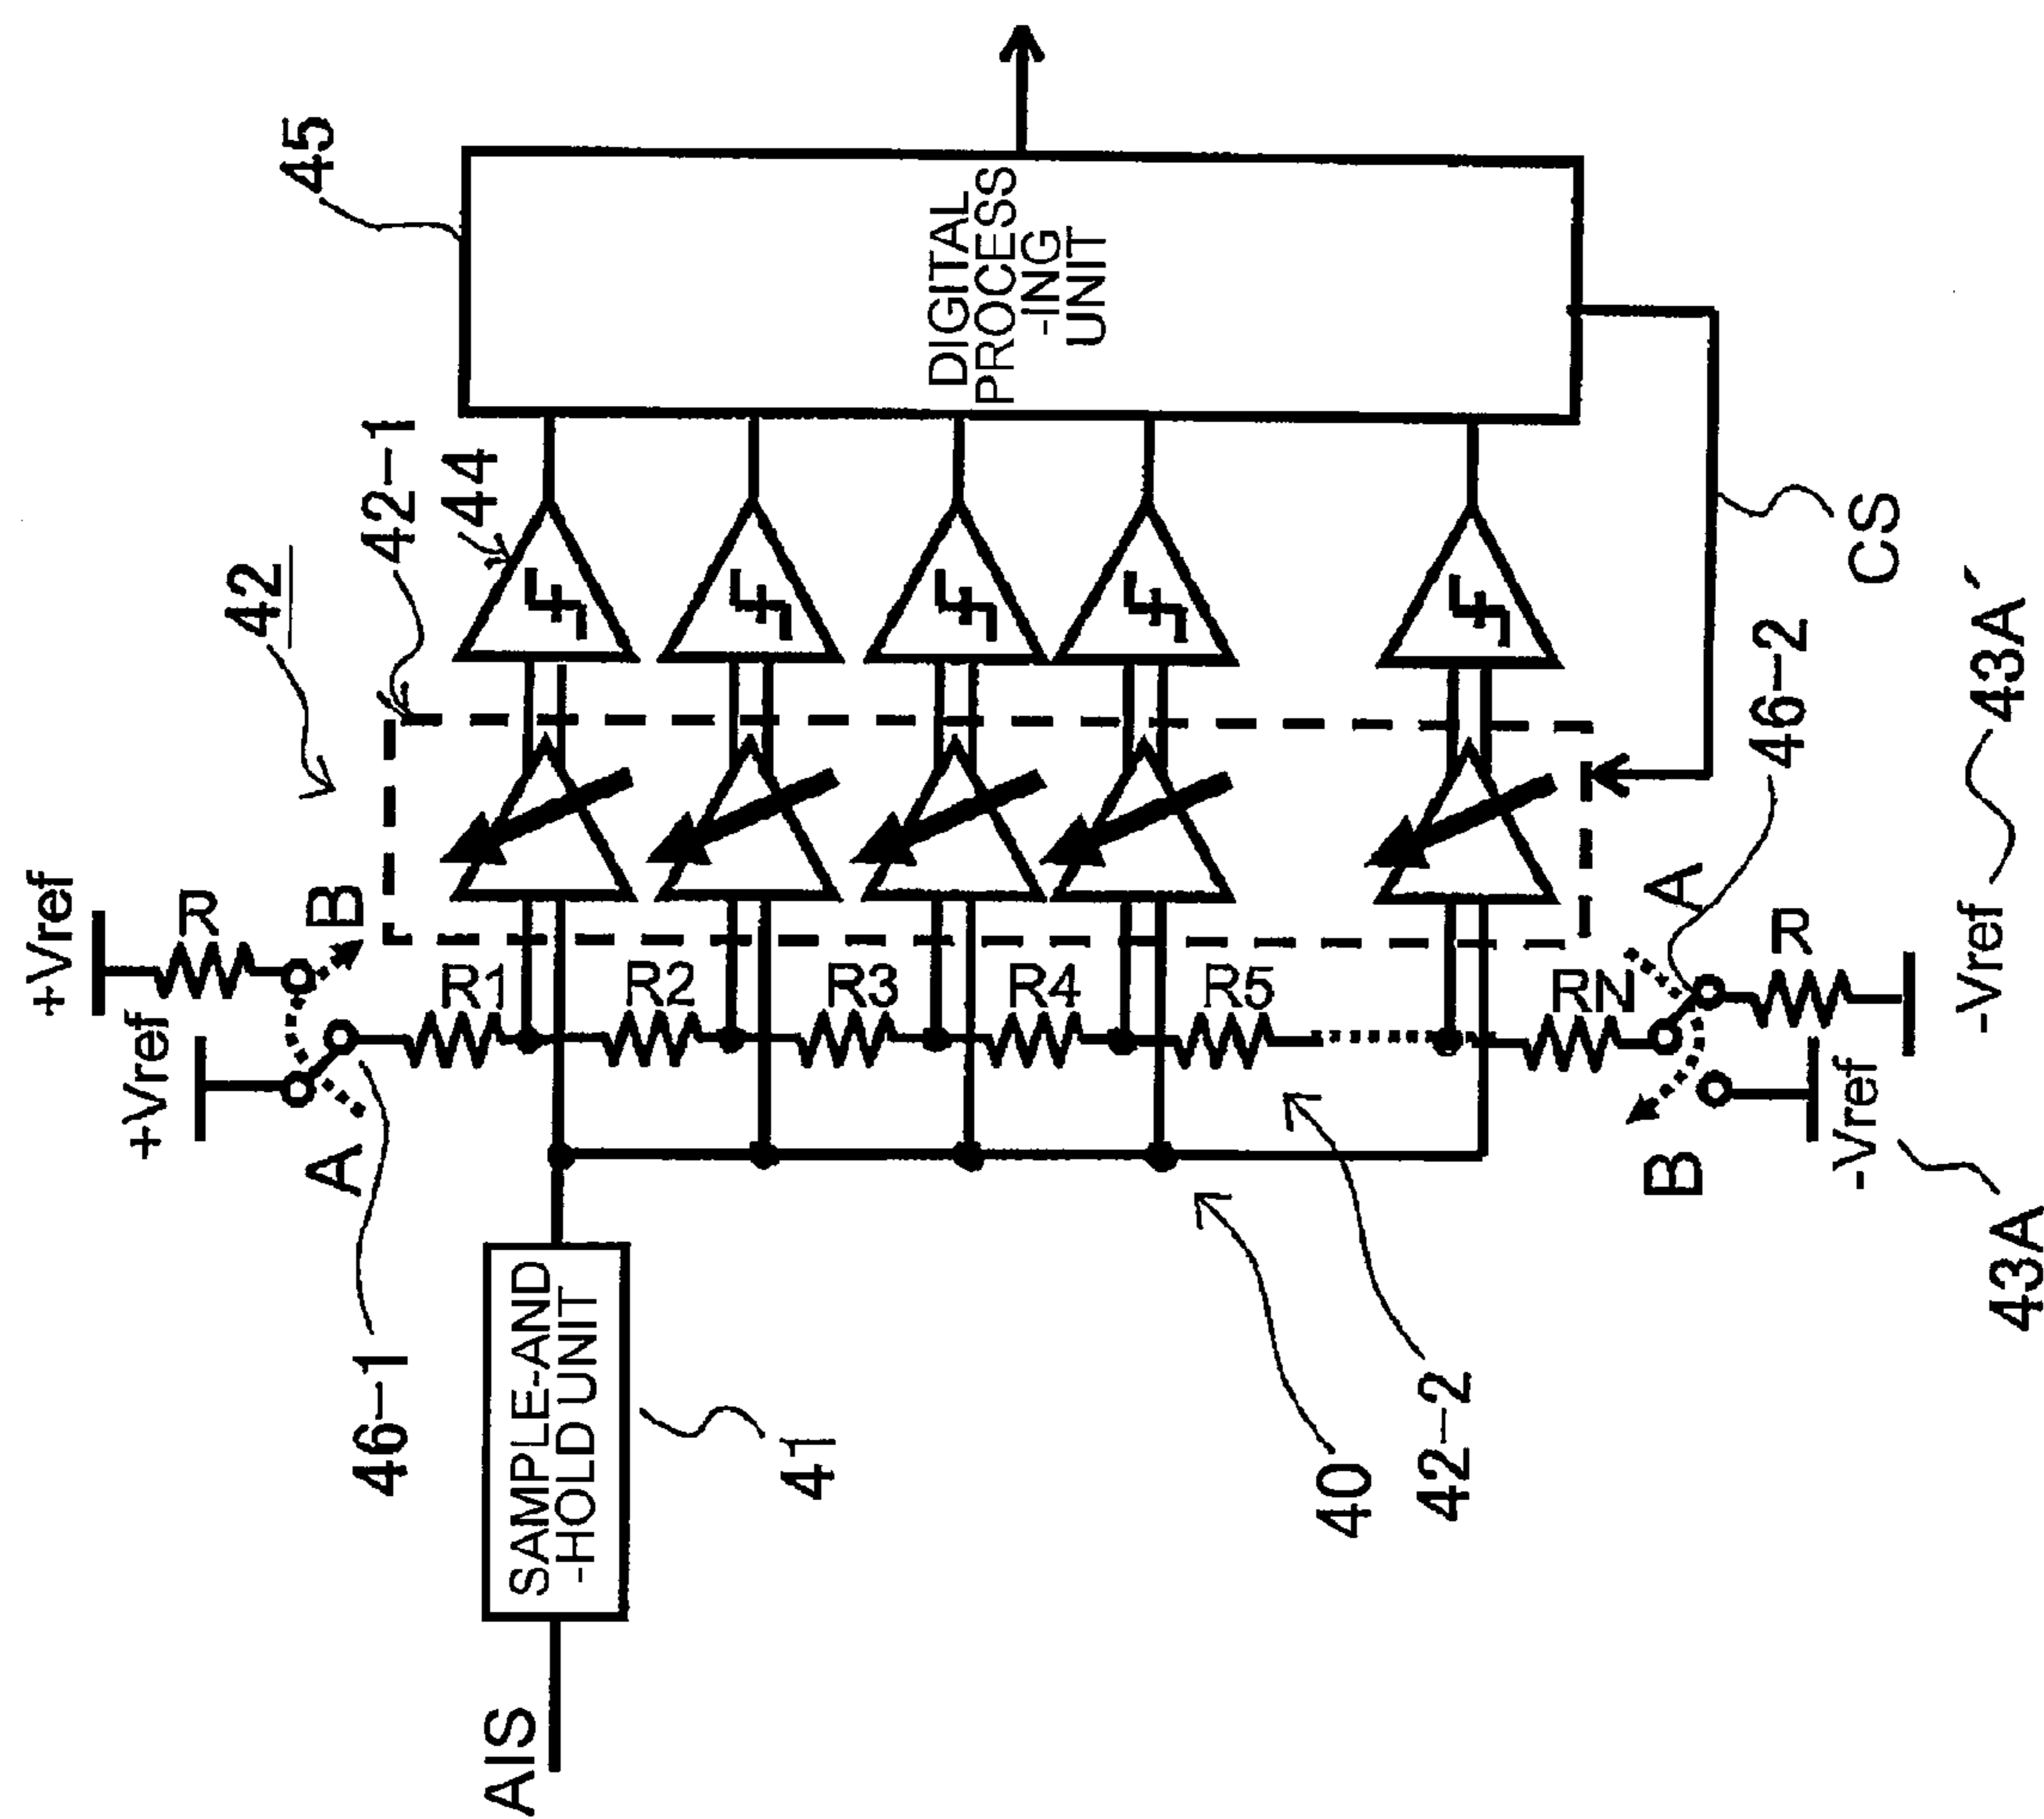 AIS
SAMPLE-AND
-HOLD UNIT
41
40
42-2
46-1
A
B
+Vref
+Vref
R
R1
R2
R3
R4
R5
RN
42
42-1
44
45
DIGITAL
PROCESS
-ING
UNIT
CS
46-2
A
B
R
-Vref
-Vref
43A
43A´